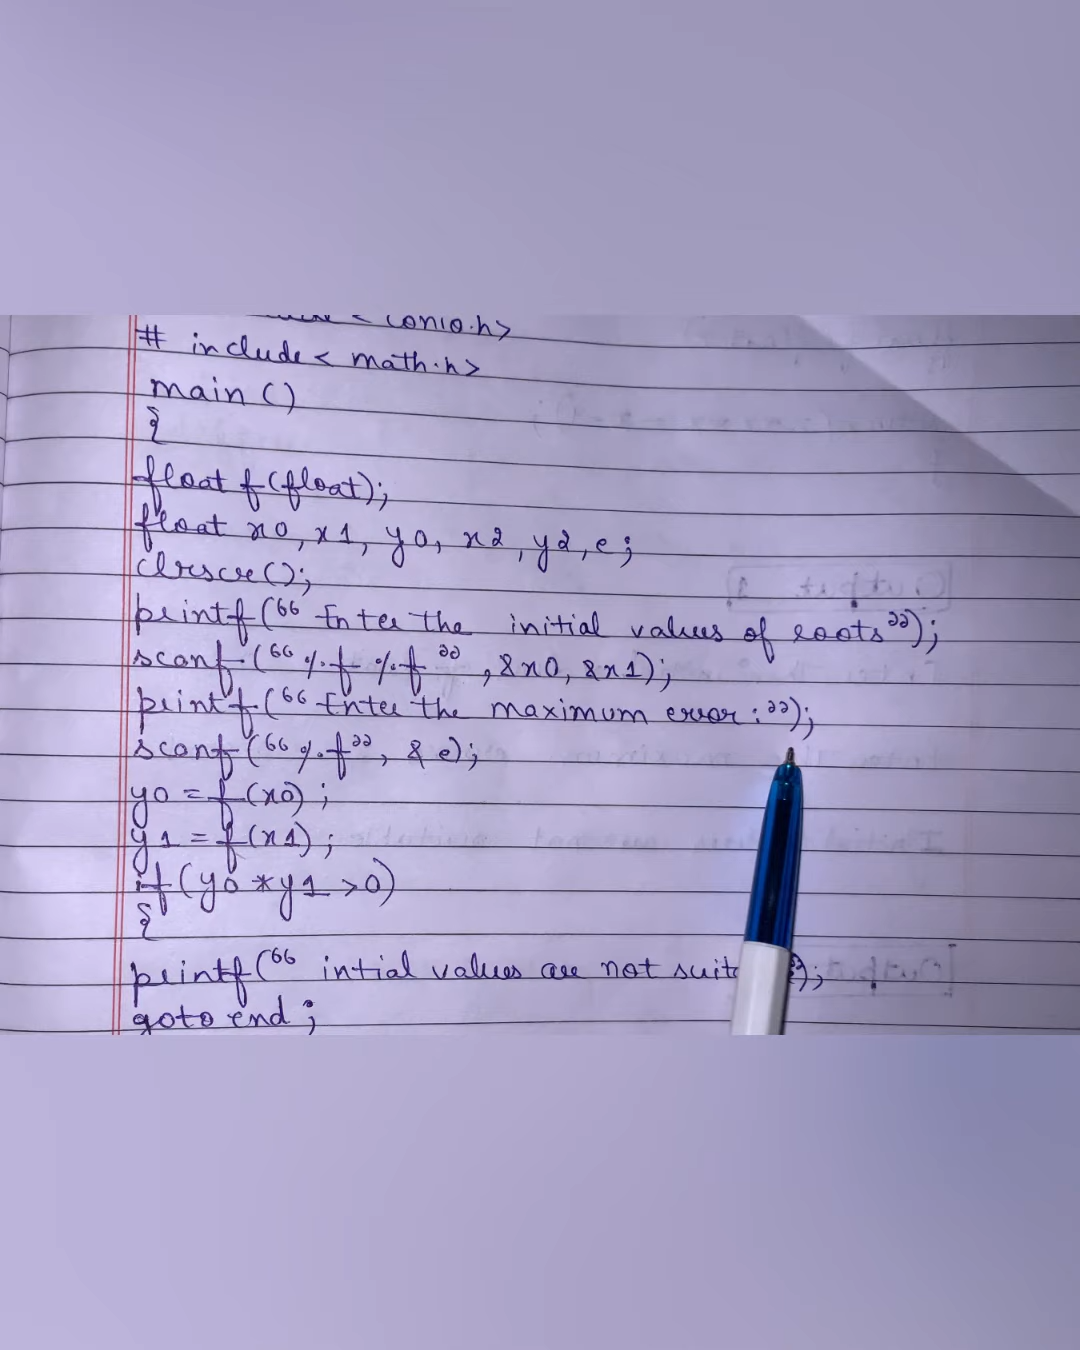 < conio.h>
# include < math.h>
main ()
{
float f(float);
float x0, x1, y0, x2, y2, e;
clrscr();
printf(“ Enter the initial values of roots”);
scanf(“%f %f”, &x0, &x1);
printf(“Enter the maximum error:”);
scanf(“%f”, & e);
y0 = f(x0);
y1 = f(x1);
if(y0 *y1 >0)
{
printf(“ intial values are not );
goto end;